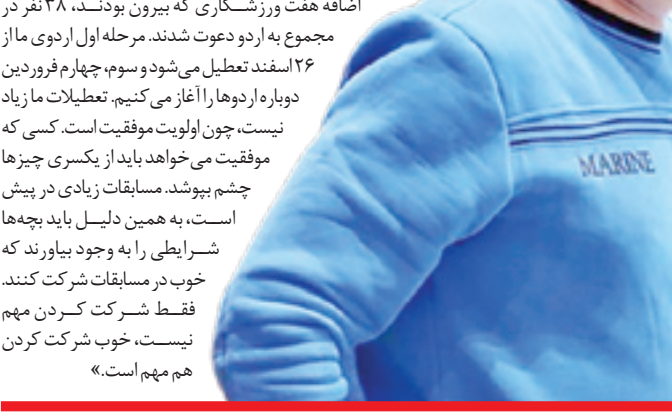 اضافه هفت ورزشکاری که بیرون بودند، ۳۸ نفر در
مجموع به اردو دعوت شدند. مرحله اول اردوی ما از
۲۶ اسفند تعطیل می‌شود و سوم، چهارم فروردین
دوباره اردوها را آغاز می‌کنیم. تعطیلات ما زیاد
نیست، چون اولویت موفقیت است. کسی که
موفقیت می‌خواهد باید از یکسری چیزها
چشم بپوشد. مسابقات زیادی در پیش
است، به همین دلیل باید بچه‌ها
شرایطی را به وجود بیاورند که
خوب در مسابقات شرکت کنند.
فقط شرکت کردن مهم
نیست، خوب شرکت کردن
هم مهم است.»
MARINE